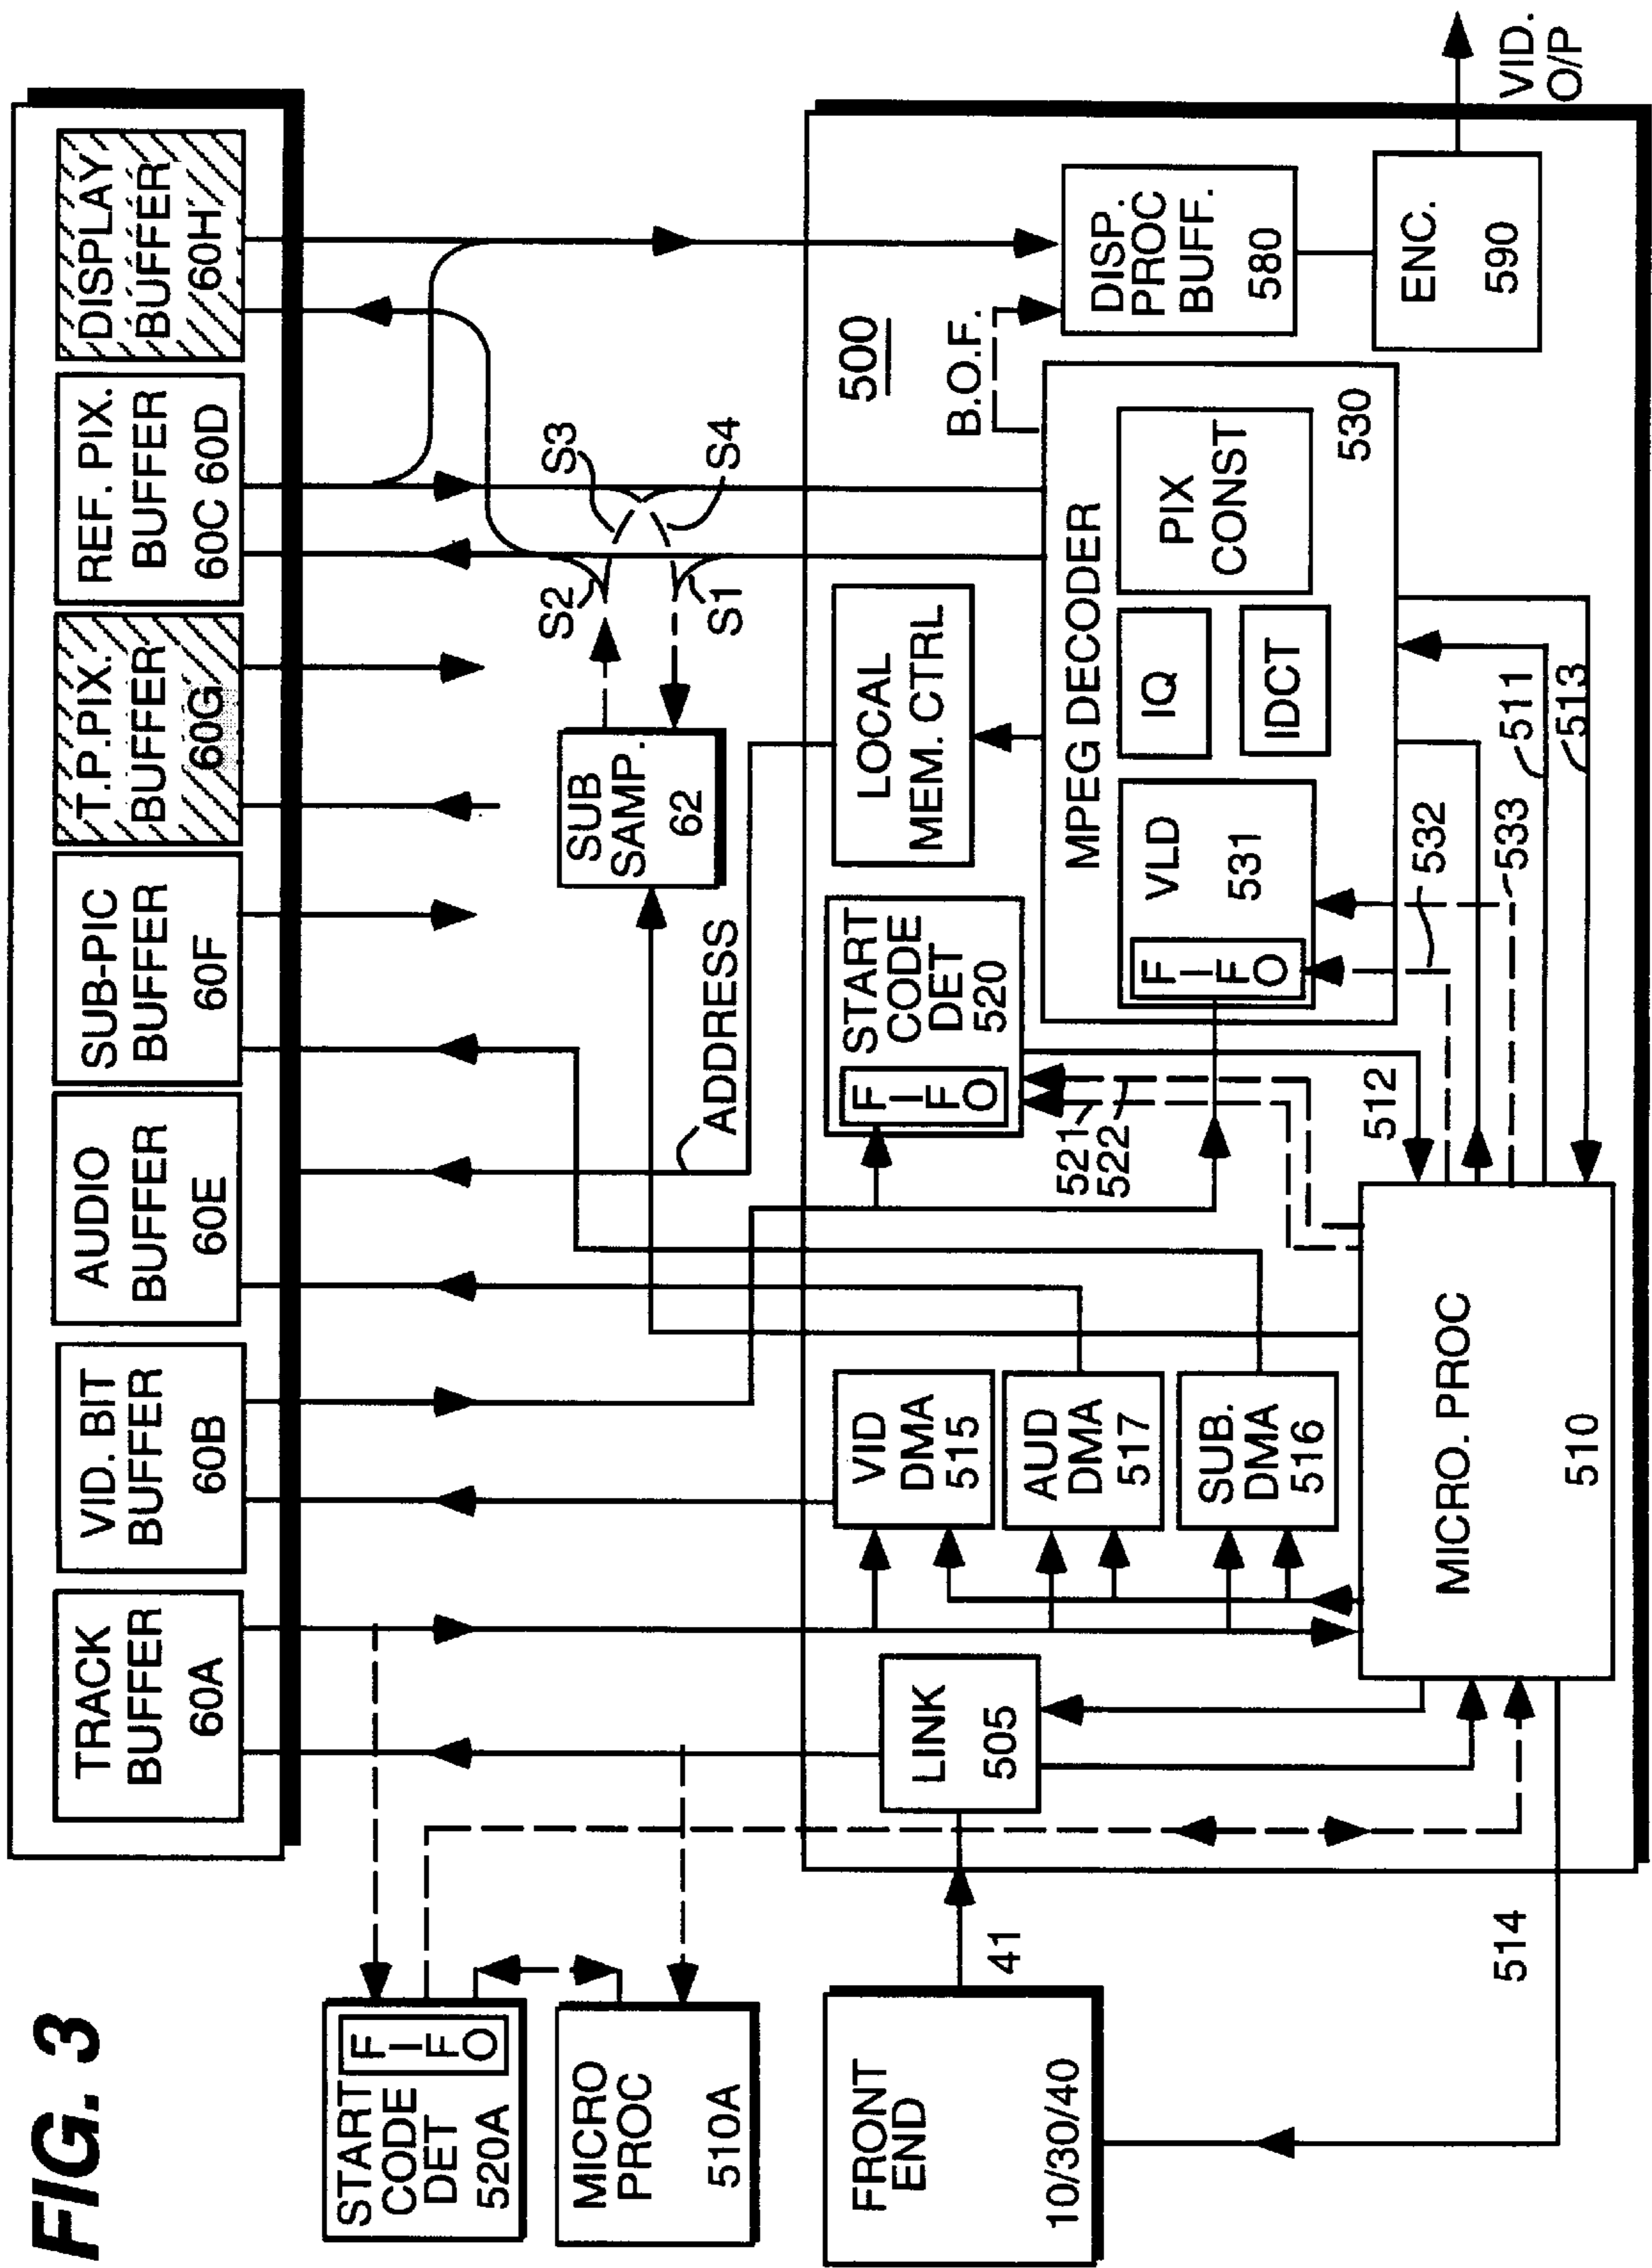 FIG. 3
TRACK
BUFFER
60A
VID. BIT
BUFFER
60B
AUDIO
BUFFER
60E
SUB-PIC
BUFFER
60F
T.P.PIX.
BUFFER
60G
REF. PIX.
BUFFER
60C 60D
DISPLAY
BUFFER
60H
START
CODE
DET
520A
FIFO
MICRO
PROC
510A
SUB
SAMP.
62
S2
S1
S3
S4
ADDRESS
FRONT
END
10/30/40
41
514
LINK
505
VID
DMA
515
AUD
DMA
517
SUB.
DMA
516
MICRO. PROC
510
START
CODE
DET
520
FIFO
521
522
512
LOCAL
MEM. CTRL
MPEG DECODER
530
VLD
531
FIFO
IQ
IDCT
PIX
CONST
532
533
511
513
500
B.O.F.
DISP.
PROC
BUFF.
580
ENC.
590
VID.
O/P